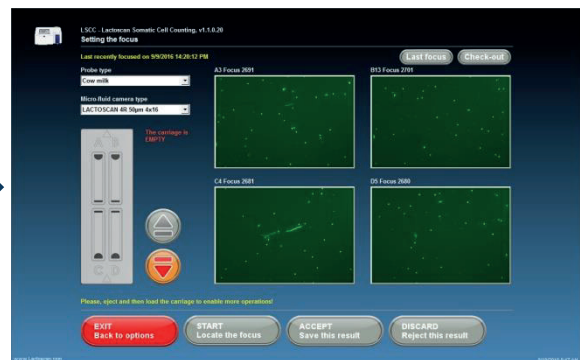 LSCC - Lactoscan Somatic Cell Counting, v1.1.0.20
Setting the focus
Last recently focused on 9/9/2016 14:20:12 PM
Last focus
Check-out
Probe type
Cow milk
Micro-fluid camera type
LACTOSCAN 4R 50µm 4x16
The carriage is
EMPTY
A B
C D
A3 Focus 2691
B13 Focus 2701
C4 Focus 2681
D5 Focus 2680
Please, eject and then load the carriage to enable more operations!
EXIT
Back to options
START
Locate the focus
ACCEPT
Save this result
DISCARD
Reject this result
www.lactoscan.com